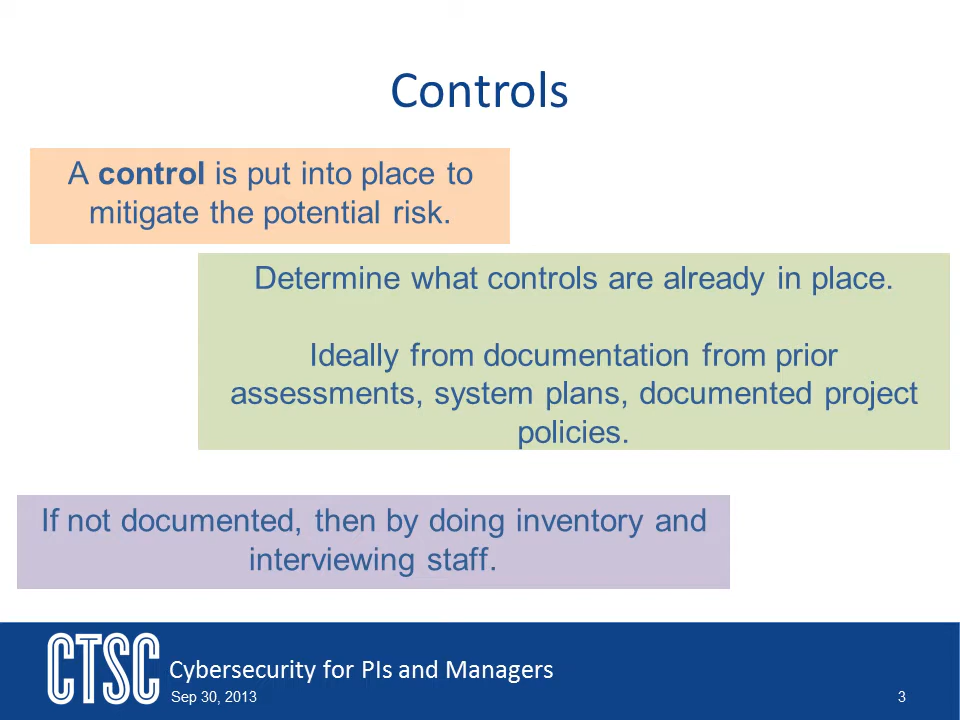 Controls
A control is put into place to
mitigate the potential risk.
Determine what controls are already in place.
Ideally from documentation from prior
assessments, system plans, documented project
policies.
If not documented, then by doing inventory and
interviewing staff.
CTSC
Cybersecurity for PIs and Managers
Sep 30, 2013
3